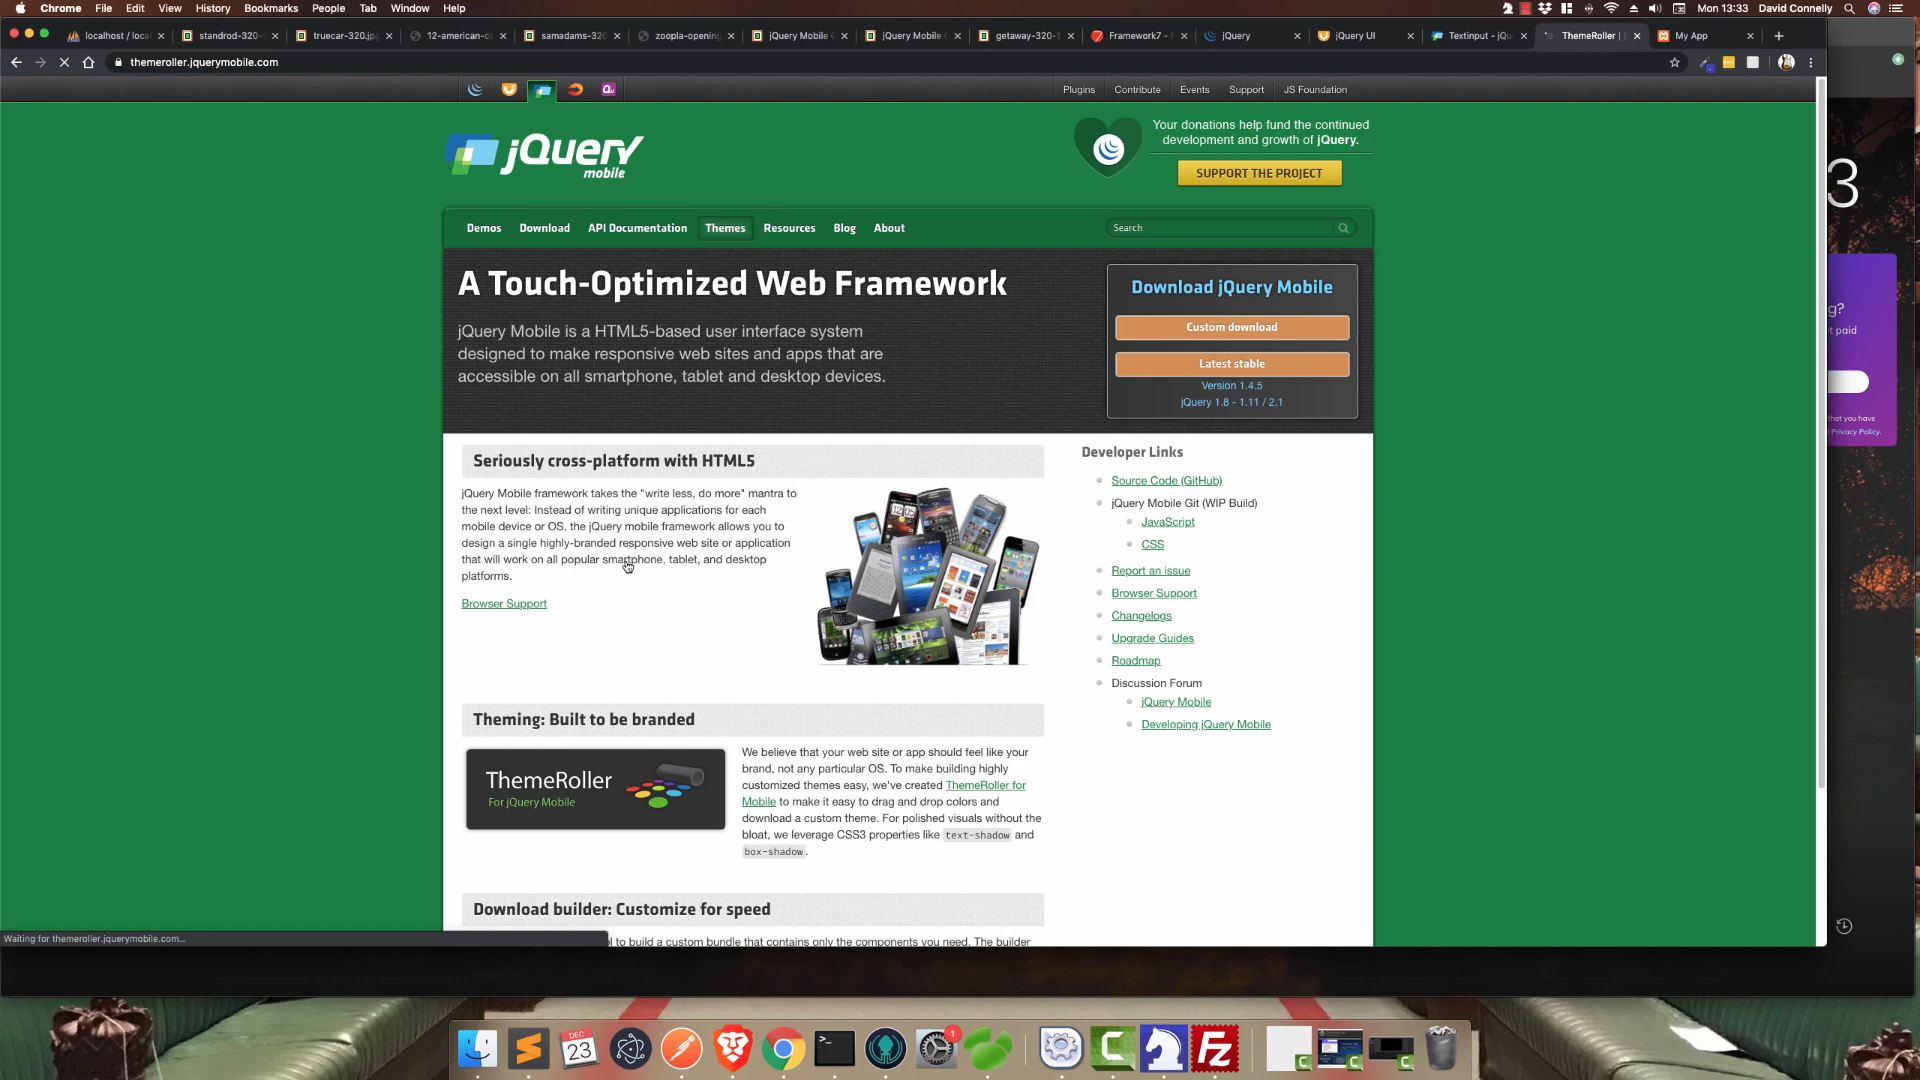 Chrome File Edit View History Bookmarks People Tab Window Help
Mon 13:33 David Connelly
localhost / loca
standrod-320-
truecar-320.jp
12-american-c
samadams-320
zoopla-opening
jQuery Mobile
jQuery Mobile
getaway-320-1
Framework7 -
jQuery
jQuery UI
Textinput - jQu
ThemeRoller |
My App
themeroller.jquerymobile.com
Plugins Contribute Events Support JS Foundation
jQuery
mobile
Your donations help fund the continued
development and growth of jQuery.
SUPPORT THE PROJECT
3
Demos Download API Documentation Themes Resources Blog About
Search
A Touch-Optimized Web Framework
jQuery Mobile is a HTML5-based user interface system
designed to make responsive web sites and apps that are
accessible on all smartphone, tablet and desktop devices.
Download jQuery Mobile
Custom download
Latest stable
Version 1.4.5
jQuery 1.8 - 1.11 / 2.1
g?
t paid
that you have
Privacy Policy.
Seriously cross-platform with HTML5
jQuery Mobile framework takes the "write less, do more" mantra to
the next level: Instead of writing unique applications for each
mobile device or OS, the jQuery mobile framework allows you to
design a single highly-branded responsive web site or application
that will work on all popular smartphone, tablet, and desktop
platforms.
Browser Support
Developer Links
Source Code (GitHub)
jQuery Mobile Git (WIP Build)
JavaScript
CSS
Report an issue
Browser Support
Changelogs
Upgrade Guides
Roadmap
Discussion Forum
jQuery Mobile
Developing jQuery Mobile
Theming: Built to be branded
ThemeRoller
For jQuery Mobile
We believe that your web site or app should feel like your
brand, not any particular OS. To make building highly
customized themes easy, we've created ThemeRoller for
Mobile to make it easy to drag and drop colors and
download a custom theme. For polished visuals without the
bloat, we leverage CSS3 properties like text-shadow and
box-shadow.
Download builder: Customize for speed
Waiting for themeroller.jquerymobile.com...
l to build a custom bundle that contains only the components you need. The builder
DEC
23
1